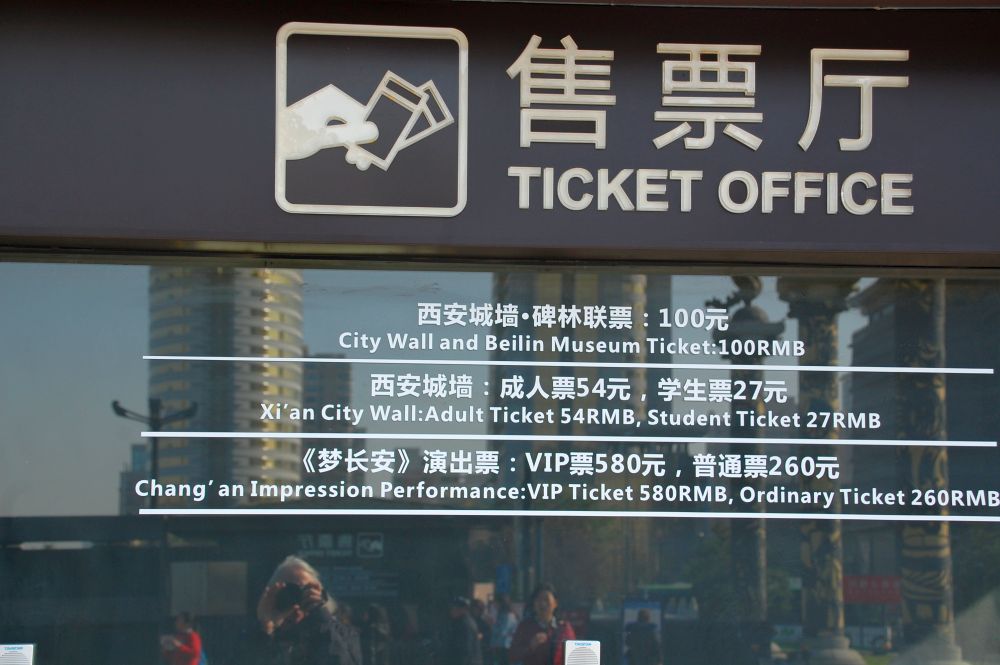 售票厅
TICKET OFFICE
西安城墙·碑林联票：100元
City Wall and Beilin Museum Ticket:100RMB
西安城墙：成人票54元，学生票27元
Xi'an City Wall:Adult Ticket 54RMB, Student Ticket 27RMB
《梦长安》演出票：VIP票580元，普通票260元
Chang'an Impression Performance:VIP Ticket 580RMB, Ordinary Ticket 260RMB